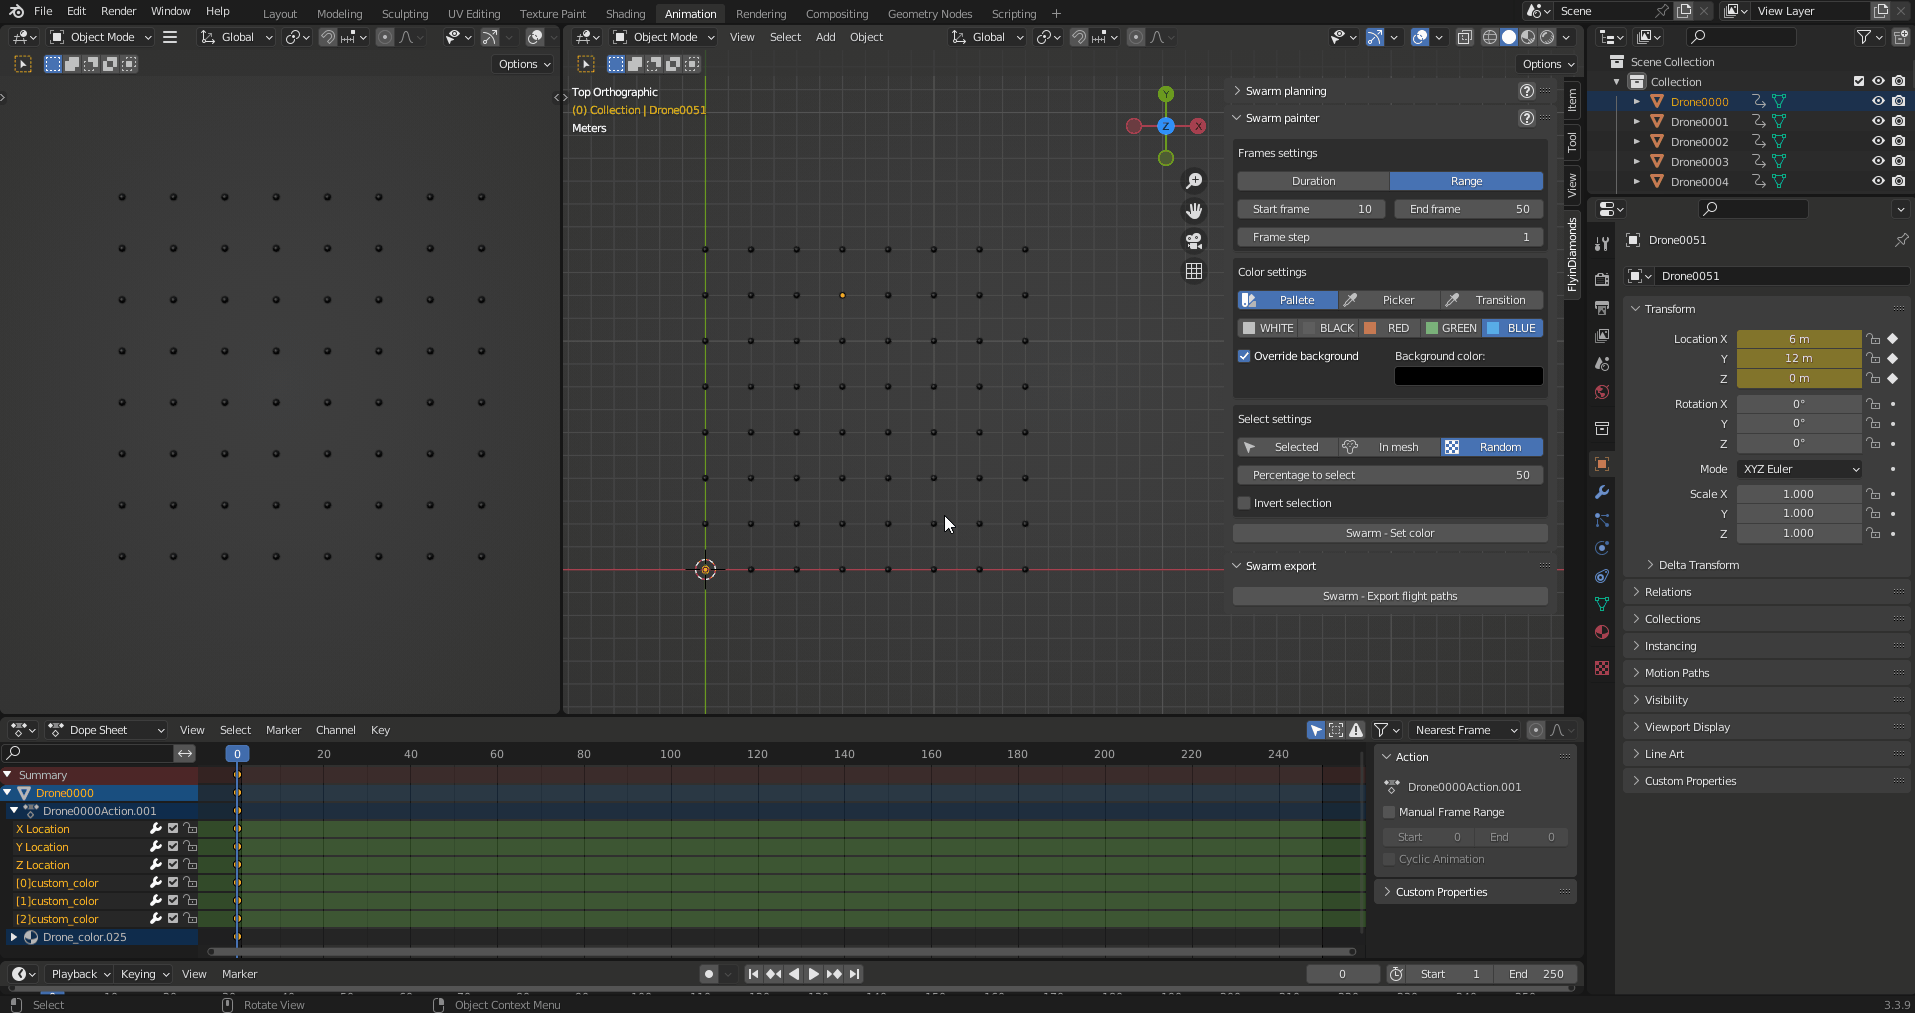 File Edit Render Window Help Layout Modeling Sculpting UV Editing Texture Paint Shading Animation Rendering Compositing Geometry Nodes Scripting + Scene View Layer
Object Mode Global Object Mode View Select Add Object Global
Options Options
Top Orthographic
(0) Collection | Drone0051
Meters
Y
X
Z
Swarm planning
Swarm painter
Frames settings
Duration Range
Start frame 10 End frame 50
Frame step 1
Color settings
Pallete Picker Transition
WHITE BLACK RED GREEN BLUE
Override background Background color:
Select settings
Selected In mesh Random
Percentage to select 50
Invert selection
Swarm - Set color
Swarm export
Swarm - Export flight paths
Item
Tool
View
FlyinDiamonds
Scene Collection
Collection
Drone0000
Drone0001
Drone0002
Drone0003
Drone0004
Drone0051
Drone0051
Transform
Location X 6 m
Y 12 m
Z 0 m
Rotation X 0°
Y 0°
Z 0°
Mode XYZ Euler
Scale X 1.000
Y 1.000
Z 1.000
Delta Transform
Relations
Collections
Instancing
Motion Paths
Visibility
Viewport Display
Line Art
Custom Properties
Dope Sheet View Select Marker Channel Key Nearest Frame
0 20 40 60 80 100 120 140 160 180 200 220 240
Summary
Drone0000
Drone0000Action.001
X Location
Y Location
Z Location
[0]custom_color
[1]custom_color
[2]custom_color
Drone_color.025
Action
Drone0000Action.001
Manual Frame Range
Start 0 End 0
Cyclic Animation
Custom Properties
Playback Keying View Marker 0 Start 1 End 250
Select Rotate View Object Context Menu 3.3.9